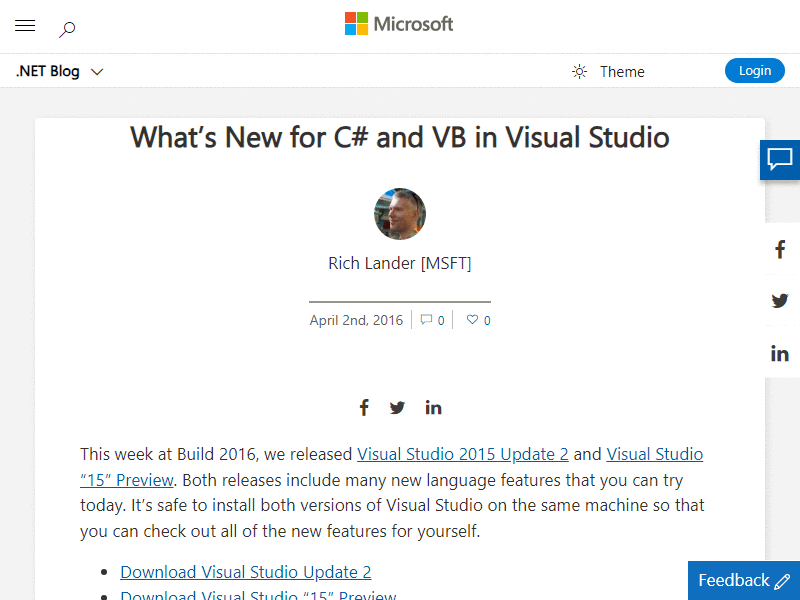 Microsoft
.NET Blog
Theme
Login
What’s New for C# and VB in Visual Studio
Rich Lander [MSFT]
April 2nd, 2016
0
0
This week at Build 2016, we released Visual Studio 2015 Update 2 and Visual Studio
“15” Preview. Both releases include many new language features that you can try
today. It’s safe to install both versions of Visual Studio on the same machine so that
you can check out all of the new features for yourself.
Download Visual Studio Update 2
Download Visual Studio “15” Preview
Feedback